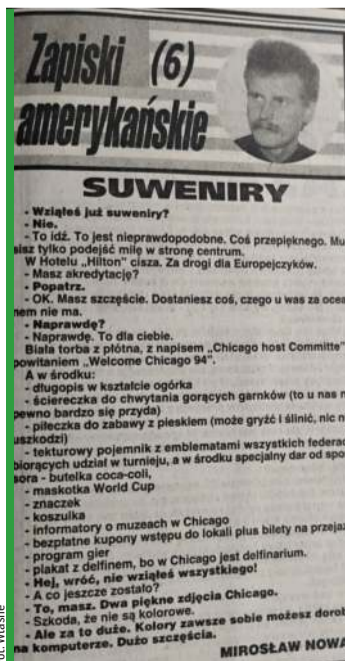 Zapiski (6)
amerykańskie
SUWENIRY
- Wziąłeś już suweniry?
- Nie.
- To idź. To jest nieprawdopodobne. Coś przepięknego. Mu
sisz tylko podejść milę w stronę centrum.
W Hotelu „Hilton" cisza. Za drogi dla Europejczyków.
- Masz akredytację?
- Popatrz.
- OK. Masz szczęście. Dostaniesz coś, czego u was za ocea
nem nie ma.
- Naprawdę?
- Naprawdę. To dla ciebie.
Biała torba z płótna, z napisem „Chicago host Committe"
powitaniem „Welcome Chicago 94".
A w środku:
- długopis w kształcie ogórka
- ściereczka do chwytania gorących garnków (to u nas n
pewno bardzo się przyda)
- piłeczka do zabawy z pieskiem (może gryźć i ślinić, nic n
uszkodzi)
- tekturowy pojemnik z emblematami wszystkich federac
biorących udział w turnieju, a w środku specjalny dar od spo
sora - butelka coca-coli,
- maskotka World Cup
- znaczek
- koszulka
- informatory o muzeach w Chicago
- bezpłatne kupony wstępu do lokali plus bilety na przejaz
- program gier
- plakat z delfinem, bo w Chicago jest delfinarium.
- Hej, wróć, nie wziąłeś wszystkiego!
- A co jeszcze zostało?
- To, masz. Dwa piękne zdjęcia Chicago.
- Szkoda, że nie są kolorowe.
- Ale za to duże. Kolory zawsze sobie możesz dorob
na komputerze. Dużo szczęścia.
MIROSŁAW NOWA
ot. Własne